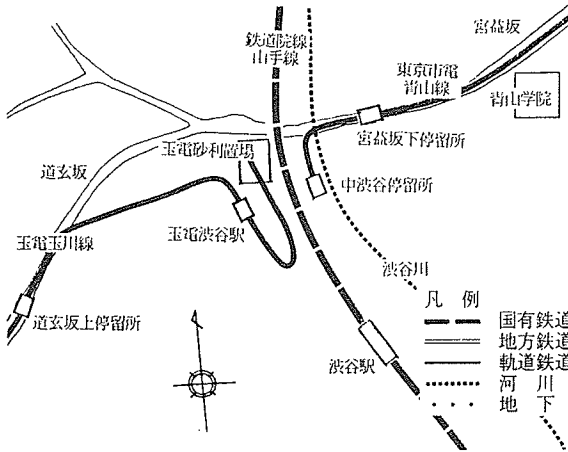 鉄道院線
山手線
宮益坂
東京市電
青山線
青山学院
宮益坂下停留所
玉電砂利置場
道玄坂
中渋谷停留所
玉電渋谷駅
玉電玉川線
渋谷川
道玄坂上停留所
渋谷駅
凡 例
国有鉄道
地方鉄道
軌道鉄道
河 川
地 下